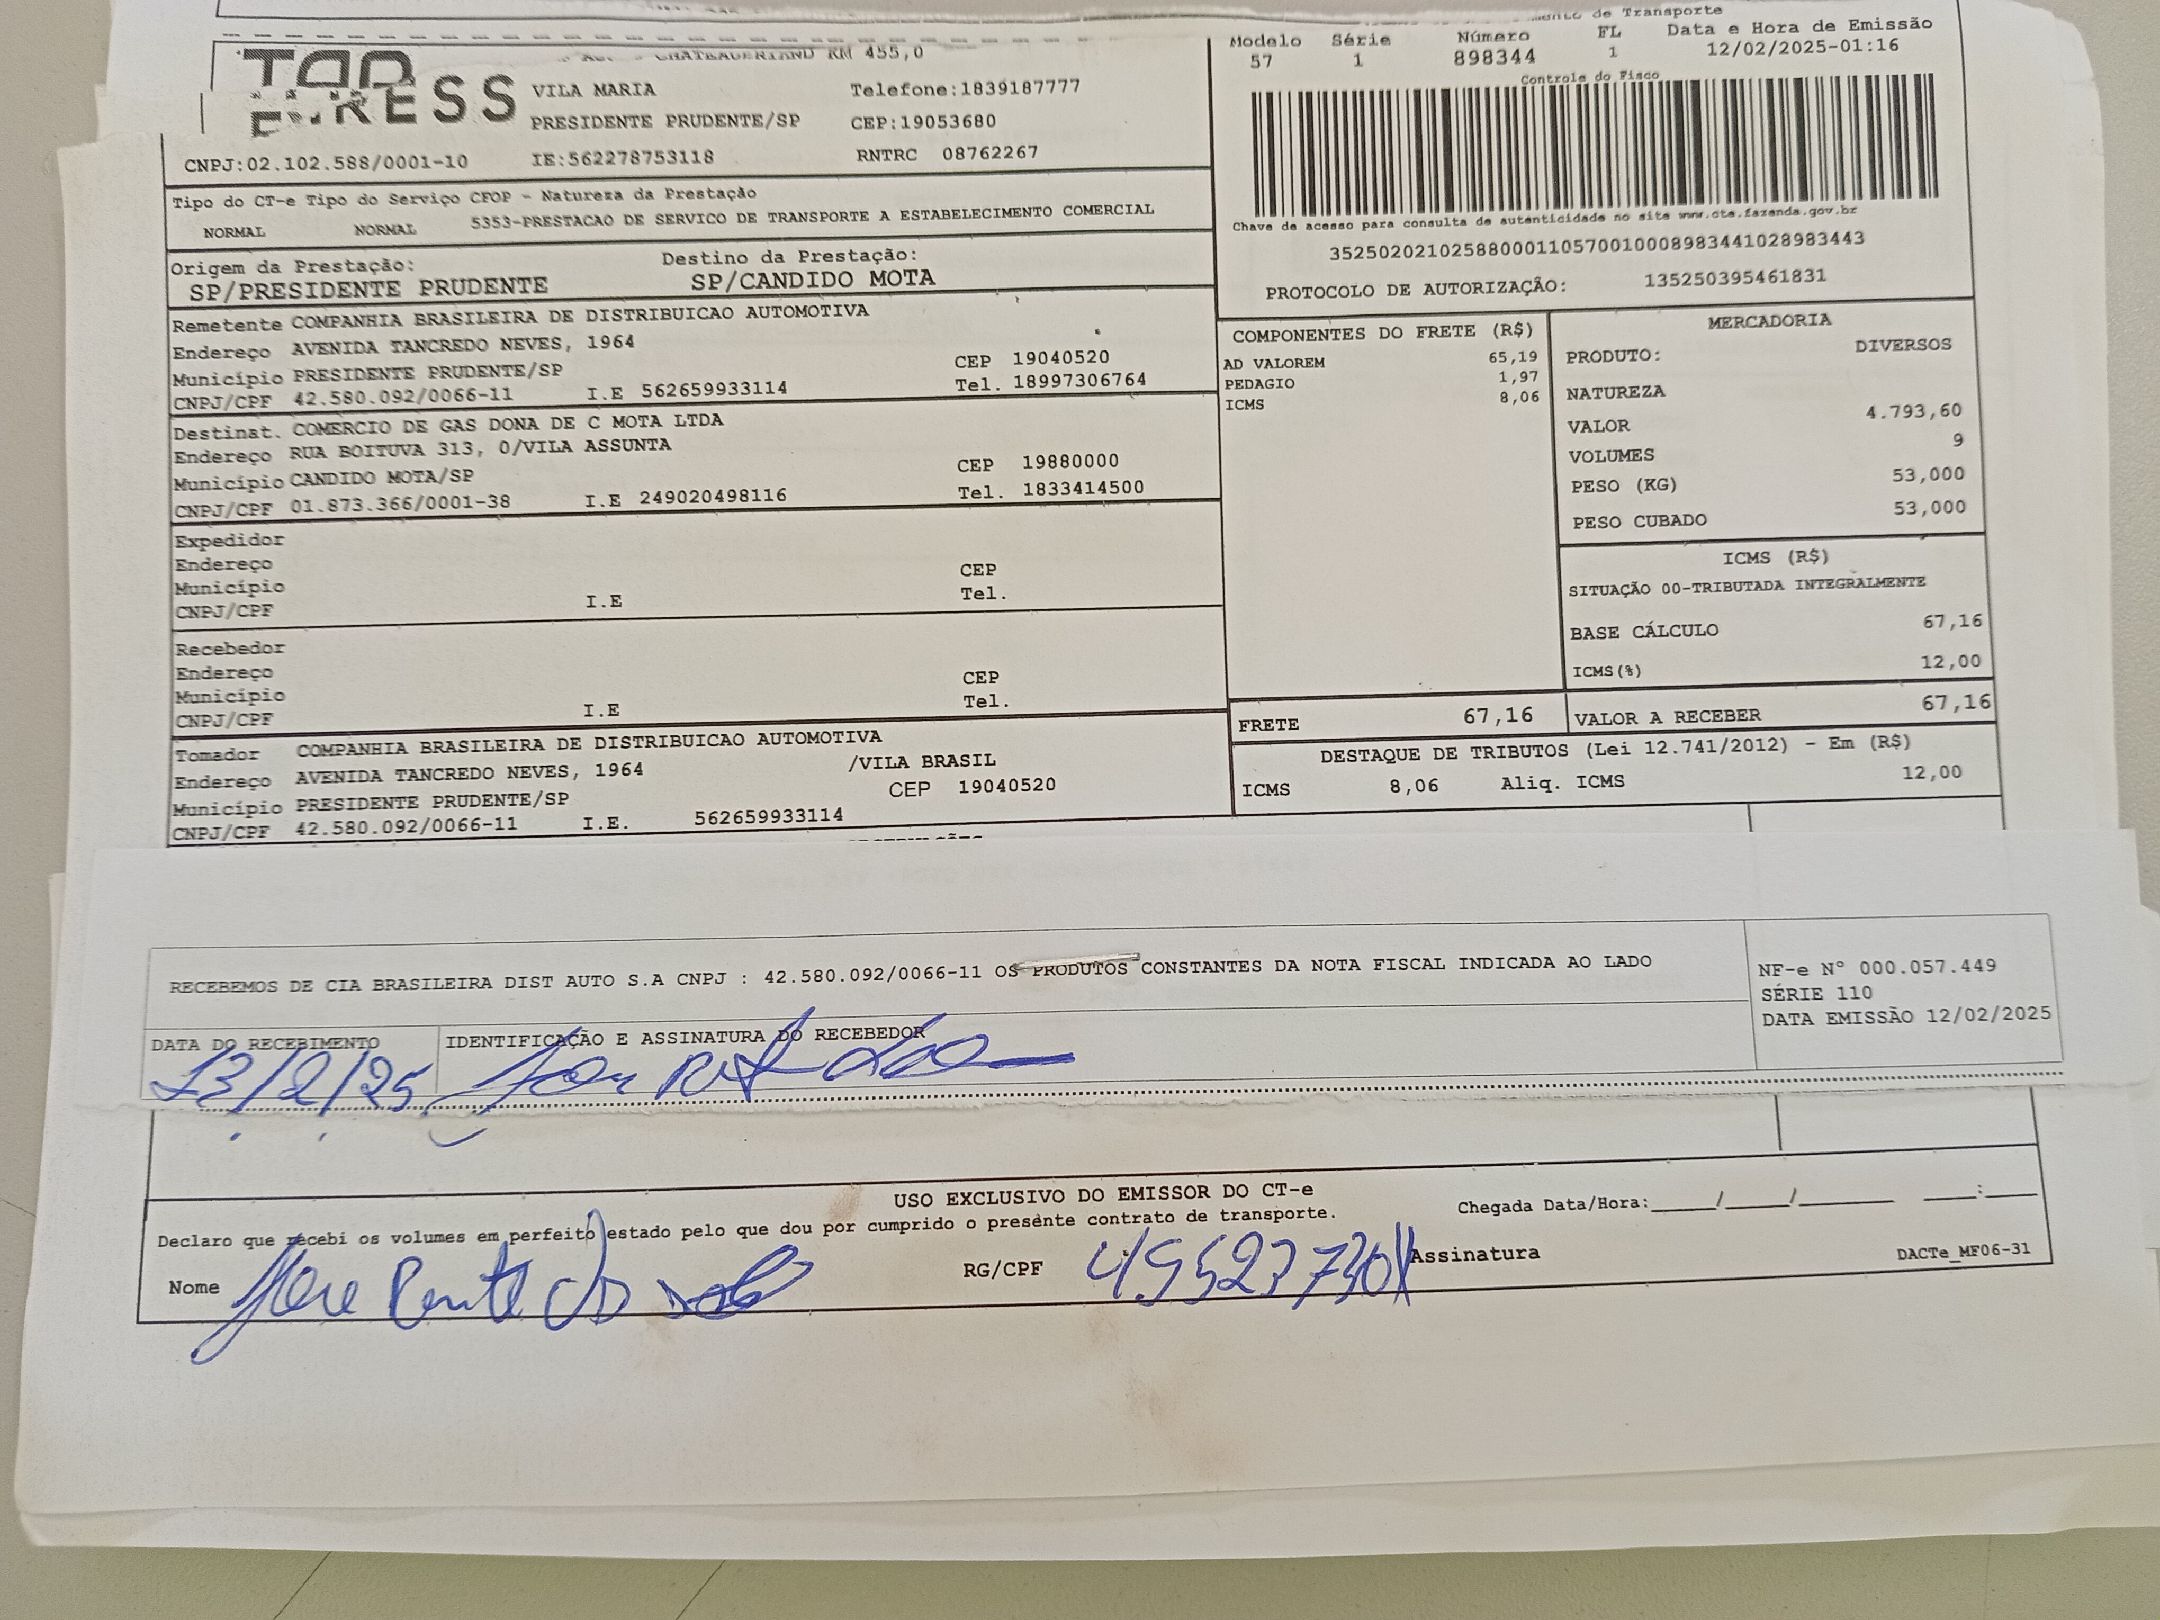 de Transporte
CHATEAUBRIAND KM 455,0
VILA MARIA Telefone:1839187777
PRESIDENTE PRUDENTE/SP CEP:19053680
CNPJ:02.102.588/0001-10 IE:562278753118 RNTRC 08762267
Modelo Série Número FL Data e Hora de Emissão
57 1 898344 1 12/02/2025-01:16
Controle do Fisco
Chave de acesso para consulta de autenticidade no site www.cte.fazenda.gov.br
35250202102588000110570010008983441028983443
PROTOCOLO DE AUTORIZAÇÃO: 135250395461831
Tipo do CT-e Tipo do Serviço CFOP - Natureza da Prestação
NORMAL NORMAL 5353-PRESTACAO DE SERVICO DE TRANSPORTE A ESTABELECIMENTO COMERCIAL
Origem da Prestação: Destino da Prestação:
SP/PRESIDENTE PRUDENTE SP/CANDIDO MOTA
Remetente COMPANHIA BRASILEIRA DE DISTRIBUICAO AUTOMOTIVA
Endereço AVENIDA TANCREDO NEVES, 1964
Município PRESIDENTE PRUDENTE/SP CEP 19040520
CNPJ/CPF 42.580.092/0066-11 I.E 562659933114 Tel. 18997306764
Destinat. COMERCIO DE GAS DONA DE C MOTA LTDA
Endereço RUA BOITUVA 313, 0/VILA ASSUNTA
Município CANDIDO MOTA/SP CEP 19880000
CNPJ/CPF 01.873.366/0001-38 I.E 249020498116 Tel. 1833414500
Expedidor
Endereço
Município CEP
CNPJ/CPF I.E Tel.
Recebedor
Endereço
Município CEP
CNPJ/CPF I.E Tel.
Tomador COMPANHIA BRASILEIRA DE DISTRIBUICAO AUTOMOTIVA
Endereço AVENIDA TANCREDO NEVES, 1964 /VILA BRASIL
Município PRESIDENTE PRUDENTE/SP CEP 19040520
CNPJ/CPF 42.580.092/0066-11 I.E. 562659933114
COMPONENTES DO FRETE (R$)
AD VALOREM 65,19
PEDAGIO 1,97
ICMS 8,06
MERCADORIA
PRODUTO: DIVERSOS
NATUREZA
VALOR 4.793,60
VOLUMES 9
PESO (KG) 53,000
PESO CUBADO 53,000
ICMS (R$)
SITUAÇÃO 00-TRIBUTADA INTEGRALMENTE
BASE CÁLCULO 67,16
ICMS(%) 12,00
FRETE 67,16 VALOR A RECEBER 67,16
DESTAQUE DE TRIBUTOS (Lei 12.741/2012) - Em (R$)
ICMS 8,06 Aliq. ICMS 12,00
RECEBEMOS DE CIA BRASILEIRA DIST AUTO S.A CNPJ : 42.580.092/0066-11 OS PRODUTOS CONSTANTES DA NOTA FISCAL INDICADA AO LADO
NF-e N° 000.057.449
SÉRIE 110
DATA EMISSÃO 12/02/2025
DATA DO RECEBIMENTO IDENTIFICAÇÃO E ASSINATURA DO RECEBEDOR
13/2/25
USO EXCLUSIVO DO EMISSOR DO CT-e
Declaro que recebi os volumes em perfeito estado pelo que dou por cumprido o presente contrato de transporte.
Chegada Data/Hora:_____/_____/_______ ____:____
Nome RG/CPF Assinatura
DACTe_MF06-31